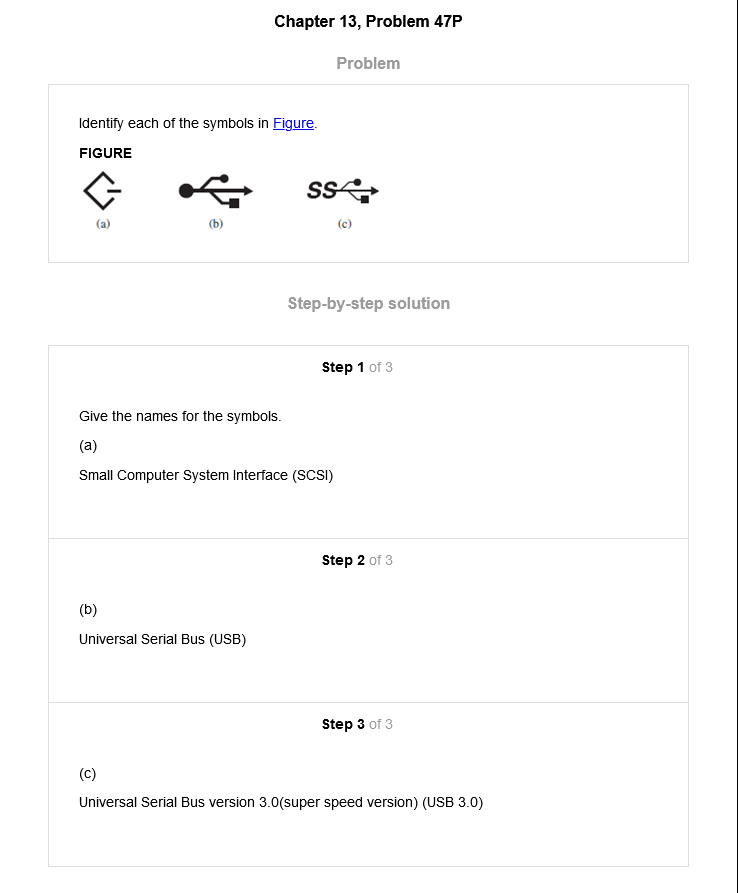 Chapter 13, Problem 47P
Problem
Identify each of the symbols in Figure.
FIGURE
SS
(a) (b) (c)
Step-by-step solution
Step 1 of 3
Give the names for the symbols.
(a)
Small Computer System Interface (SCSI)
Step 2 of 3
(b)
Universal Serial Bus (USB)
Step 3 of 3
(c)
Universal Serial Bus version 3.0(super speed version) (USB 3.0)